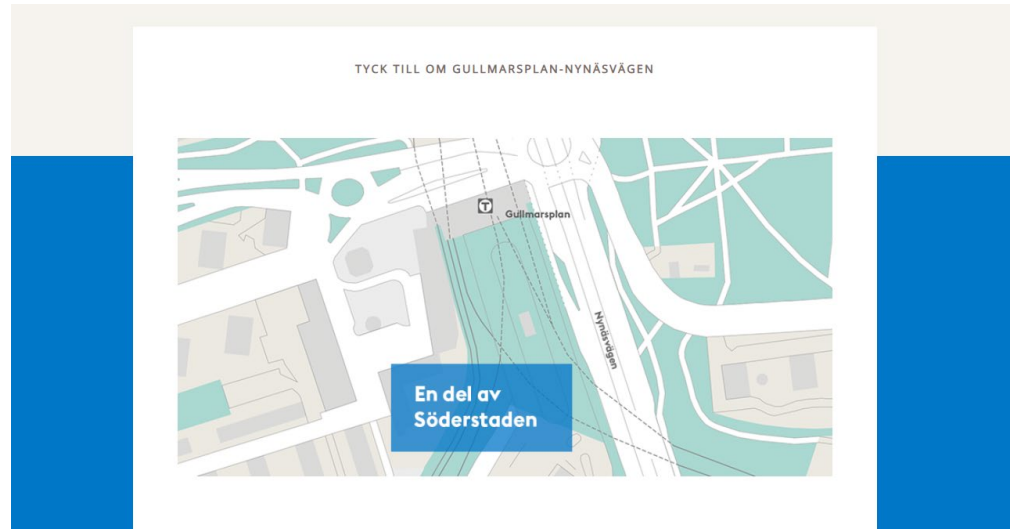 TYCK TILL OM GULLMARSPLAN-NYNÄSVÄGEN
T
Gullmarsplan
Nynäsvägen
En del av
Söderstaden